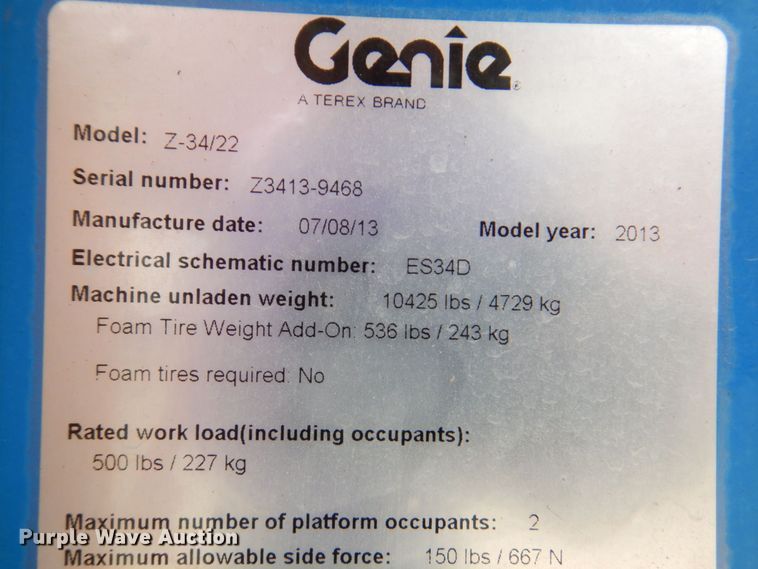 Genie
A TEREX BRAND
Model: Z-34/22
Serial number: Z3413-9468
Manufacture date: 07/08/13 Model year: 2013
Electrical schematic number: ES34D
Machine unladen weight: 10425 lbs / 4729 kg
Foam Tire Weight Add-On: 536 lbs / 243 kg
Foam tires required: No
Rated work load(including occupants):
500 lbs / 227 kg
Maximum number of platform occupants: 2
Purple Wave Auction
Maximum allowable side force: 150 lbs / 667 N